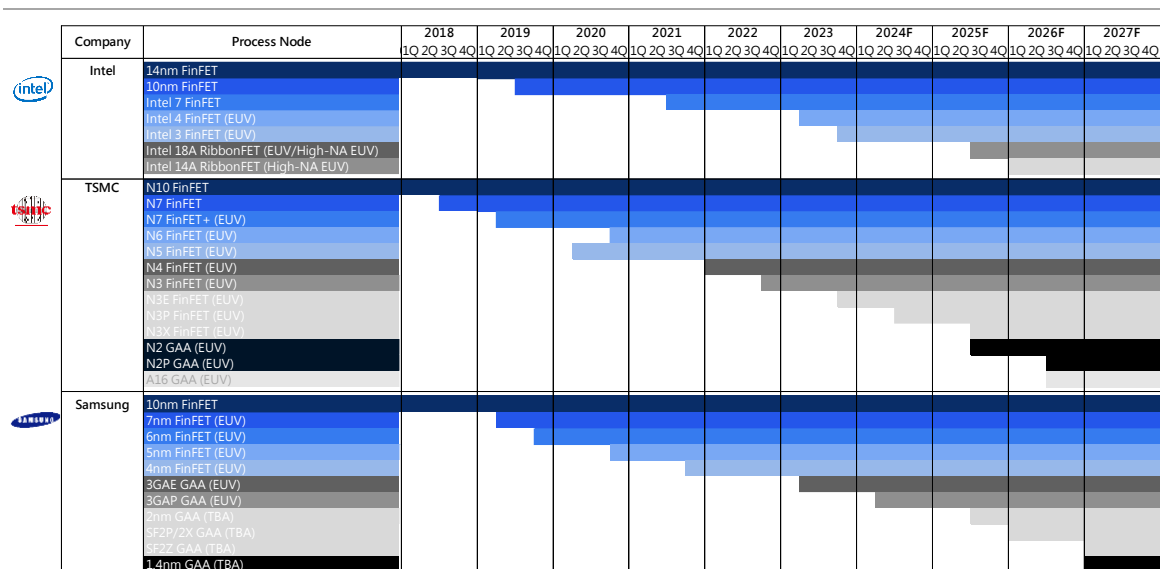 Company Process Node 2018 2019 2020 2021 2022 2023 2024F 2025F 2026F 2027F
1Q 2Q 3Q 4Q 1Q 2Q 3Q 4Q 1Q 2Q 3Q 4Q 1Q 2Q 3Q 4Q 1Q 2Q 3Q 4Q 1Q 2Q 3Q 4Q 1Q 2Q 3Q 4Q 1Q 2Q 3Q 4Q 1Q 2Q 3Q 4Q 1Q 2Q 3Q 4Q
intel
Intel 14nm FinFET
10nm FinFET
Intel 7 FinFET
Intel 4 FinFET (EUV)
Intel 3 FinFET (EUV)
Intel 18A RibbonFET (EUV/High-NA EUV)
Intel 14A RibbonFET (High-NA EUV)
tsmc
TSMC N10 FinFET
N7 FinFET
N7 FinFET+ (EUV)
N6 FinFET (EUV)
N5 FinFET (EUV)
N4 FinFET (EUV)
N3 FinFET (EUV)
N3E FinFET (EUV)
N3P FinFET (EUV)
N3X FinFET (EUV)
N2 GAA (EUV)
N2P GAA (EUV)
A16 GAA (EUV)
SAMSUNG
Samsung 10nm FinFET
7nm FinFET (EUV)
6nm FinFET (EUV)
5nm FinFET (EUV)
4nm FinFET (EUV)
3GAE GAA (EUV)
3GAP GAA (EUV)
2nm GAA (TBA)
SF2P/2X GAA (TBA)
SF2Z GAA (TBA)
1.4nm GAA (TBA)